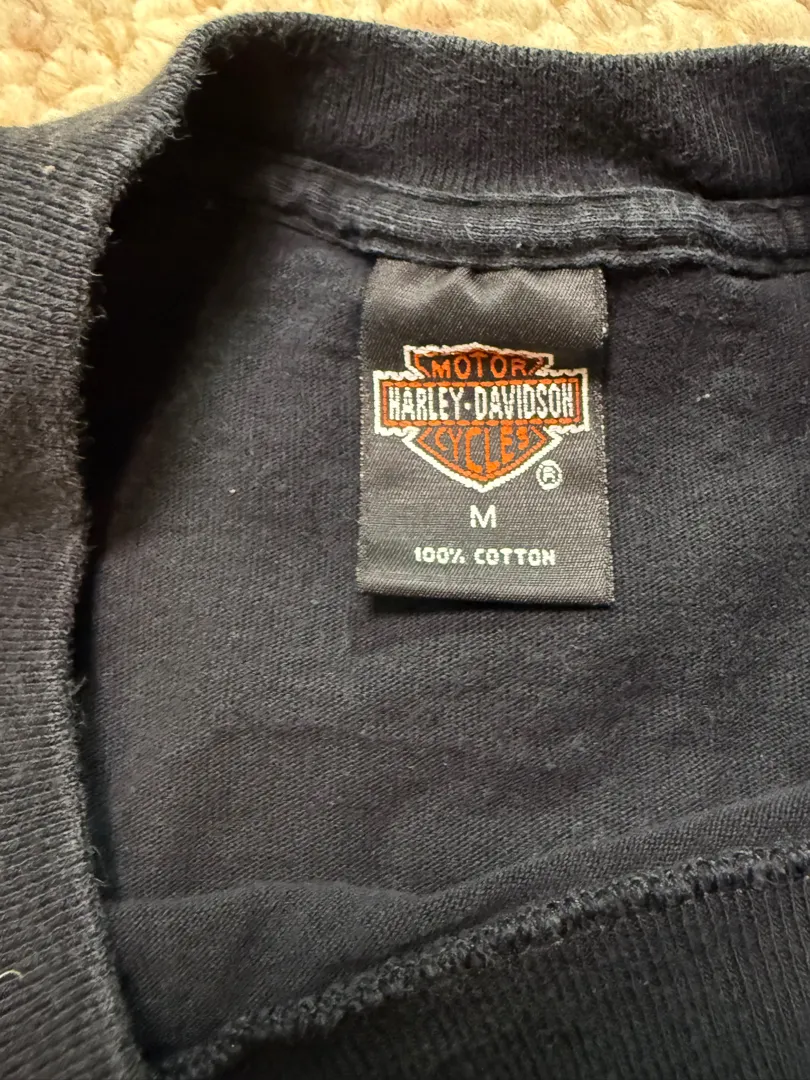 MOTOR
HARLEY-DAVIDSON
CYCLES
®
M
100% COTTON